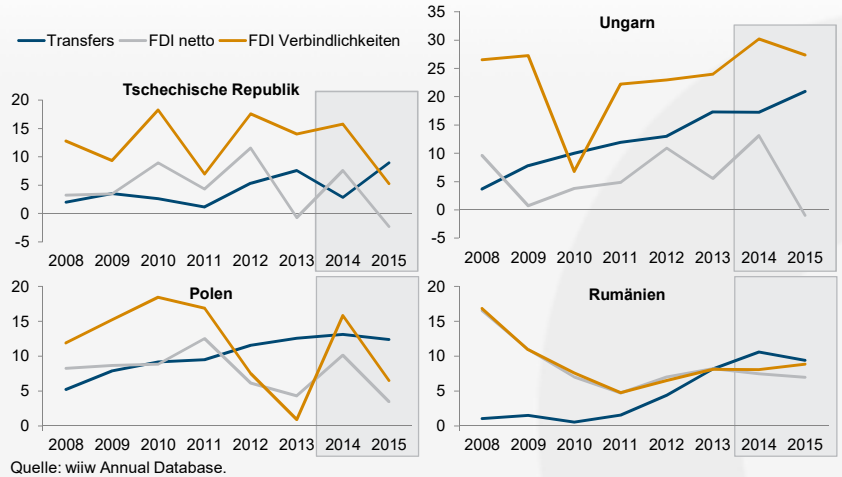 Transfers FDI netto FDI Verbindlichkeiten
Tschechische Republik
20
15
10
5
0
-5
2008 2009 2010 2011 2012 2013 2014 2015
Ungarn
35
30
25
20
15
10
5
0
-5
2008 2009 2010 2011 2012 2013 2014 2015
Polen
20
15
10
5
0
2008 2009 2010 2011 2012 2013 2014 2015
Rumänien
20
15
10
5
0
2008 2009 2010 2011 2012 2013 2014 2015
Quelle: wiiw Annual Database.